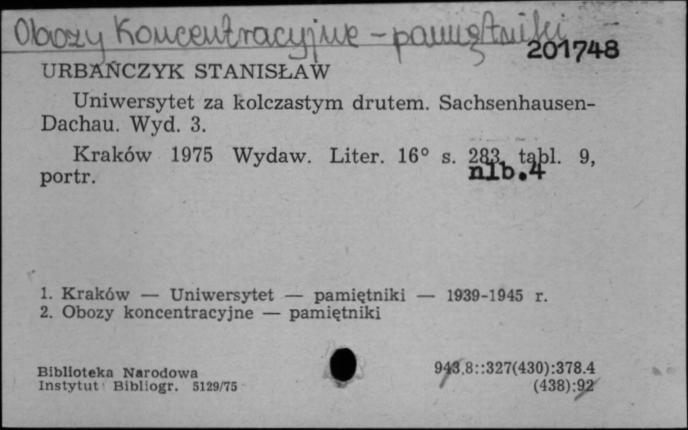 Obozy koncentracyjne – pamiętniki
201748
URBAŃCZYK STANISŁAW
Uniwersytet za kolczastym drutem. Sachsenhausen-
Dachau. Wyd. 3.
Kraków 1975 Wydaw. Liter. 16° s. 283, tabl. 9,
nlb.4
portr.
1. Kraków — Uniwersytet — pamiętniki — 1939-1945 r.
2. Obozy koncentracyjne — pamiętniki
Biblioteka Narodowa
Instytut Bibliogr. 5129/75
943.8::327(430):378.4
(438):92